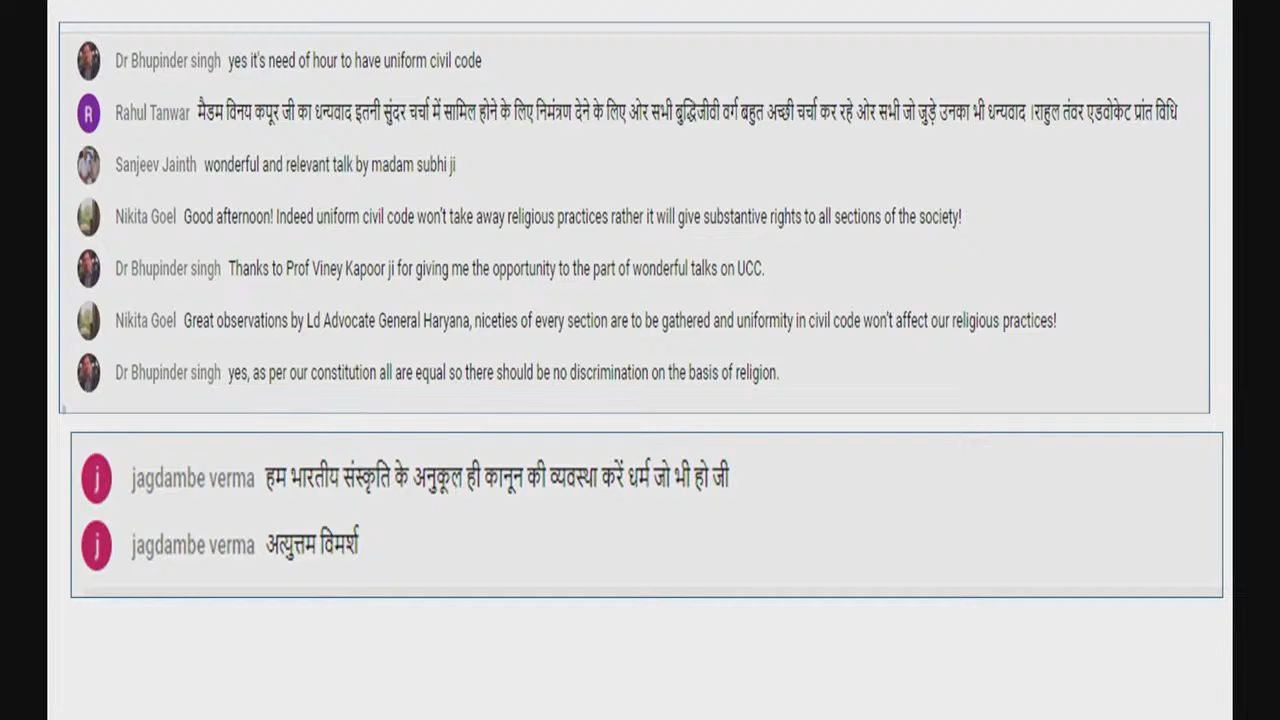 Dr Bhupinder singh yes it's need of hour to have uniform civil code
R Rahul Tanwar मैडम विनय कपूर जी का धन्यवाद इतनी सुंदर चर्चा में सामिल होने के लिए निमंत्रण देने के लिए ओर सभी बुद्धिजीवी वर्ग बहुत अच्छी चर्चा कर रहे ओर सभी जो जुड़े उनका भी धन्यवाद ।राहुल तंवर एडवोकेट प्रांत विधि
Sanjeev Jainth wonderful and relevant talk by madam subhi ji
Nikita Goel Good afternoon! Indeed uniform civil code won't take away religious practices rather it will give substantive rights to all sections of the society!
Dr Bhupinder singh Thanks to Prof Viney Kapoor ji for giving me the opportunity to the part of wonderful talks on UCC.
Nikita Goel Great observations by Ld Advocate General Haryana, niceties of every section are to be gathered and uniformity in civil code won't affect our religious practices!
Dr Bhupinder singh yes, as per our constitution all are equal so there should be no discrimination on the basis of religion.
j jagdambe verma हम भारतीय संस्कृति के अनुकूल ही कानून की व्यवस्था करें धर्म जो भी हो जी
j jagdambe verma अत्युत्तम विमर्श